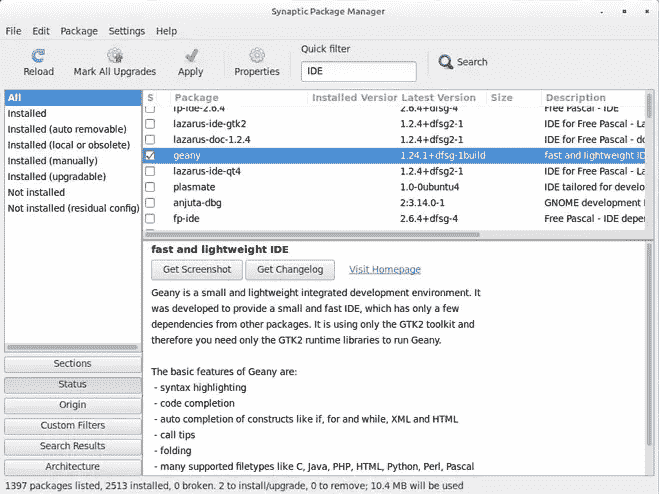 Synaptic Package Manager
File Edit Package Settings Help
Quick filter
Reload Mark All Upgrades Apply Properties IDE Search
All
Installed
Installed (auto removable)
Installed (local or obsolete)
Installed (manually)
Installed (upgradable)
Not installed
Not installed (residual config)
S Package Installed Version Latest Version Size Description
fp-ide-2.6.4 2.6.4+dfsg-4 Free Pascal - IDE
lazarus-ide-gtk2 1.2.4+dfsg2-1 IDE for Free Pascal - La
lazarus-doc-1.2.4 1.2.4+dfsg2-1 IDE for Free Pascal - do
geany 1.24.1+dfsg-1build fast and lightweight ID
lazarus-ide-qt4 1.2.4+dfsg2-1 IDE for Free Pascal - La
plasmate 1.0-0ubuntu4 IDE tailored for develo
anjuta-dbg 2:3.14.0-1 GNOME development I
fp-ide 2.6.4+dfsg-4 Free Pascal - IDE depen
fast and lightweight IDE
Get Screenshot Get Changelog Visit Homepage
Geany is a small and lightweight integrated development environment. It
was developed to provide a small and fast IDE, which has only a few
dependencies from other packages. It is using only the GTK2 toolkit and
therefore you need only the GTK2 runtime libraries to run Geany.
The basic features of Geany are:
- syntax highlighting
- code completion
- auto completion of constructs like if, for and while, XML and HTML
- call tips
- folding
- many supported filetypes like C, Java, PHP, HTML, Python, Perl, Pascal
Sections
Status
Origin
Custom Filters
Search Results
Architecture
1397 packages listed, 2513 installed, 0 broken. 2 to install/upgrade, 0 to remove; 10.4 MB will be used